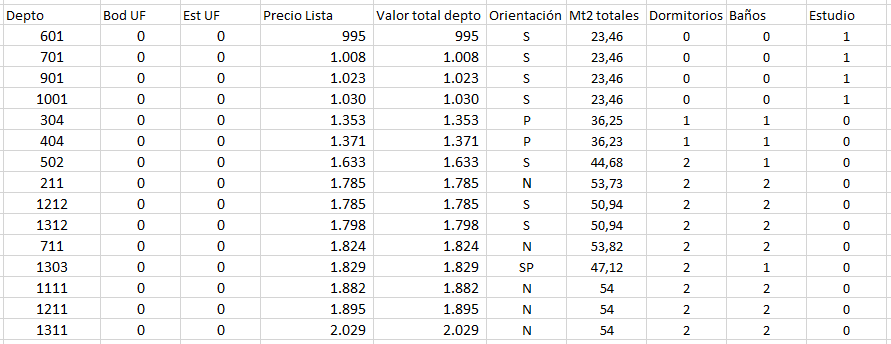 Depto Bod UF Est UF Precio Lista Valor total depto Orientación Mt2 totales Dormitorios Baños Estudio
601 0 0 995 995 S 23,46 0 0 1
701 0 0 1.008 1.008 S 23,46 0 0 1
901 0 0 1.023 1.023 S 23,46 0 0 1
1001 0 0 1.030 1.030 S 23,46 0 0 1
304 0 0 1.353 1.353 P 36,25 1 1 0
404 0 0 1.371 1.371 P 36,23 1 1 0
502 0 0 1.633 1.633 S 44,68 2 1 0
211 0 0 1.785 1.785 N 53,73 2 2 0
1212 0 0 1.785 1.785 S 50,94 2 2 0
1312 0 0 1.798 1.798 S 50,94 2 2 0
711 0 0 1.824 1.824 N 53,82 2 2 0
1303 0 0 1.829 1.829 SP 47,12 2 1 0
1111 0 0 1.882 1.882 N 54 2 2 0
1211 0 0 1.895 1.895 N 54 2 2 0
1311 0 0 2.029 2.029 N 54 2 2 0